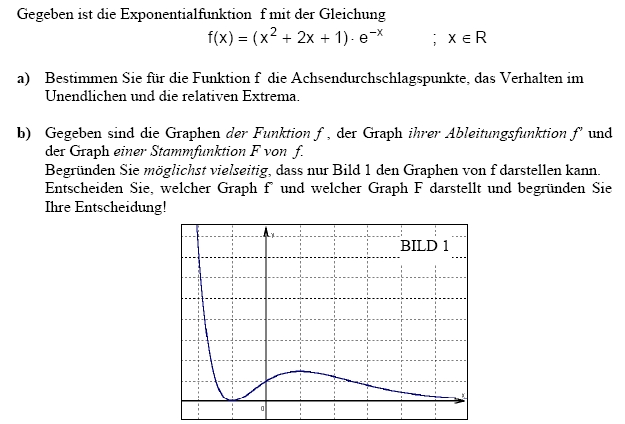 Gegeben ist die Exponentialfunktion f mit der Gleichung
f(x) = (x² + 2x + 1) · e⁻ˣ ; x ∈ R
a) Bestimmen Sie für die Funktion f die Achsendurchschlagspunkte, das Verhalten im
Unendlichen und die relativen Extrema.
b) Gegeben sind die Graphen der Funktion f , der Graph ihrer Ableitungsfunktion f' und
der Graph einer Stammfunktion F von f.
Begründen Sie möglichst vielseitig, dass nur Bild 1 den Graphen von f darstellen kann.
Entscheiden Sie, welcher Graph f' und welcher Graph F darstellt und begründen Sie
Ihre Entscheidung!
y
BILD 1
0
x